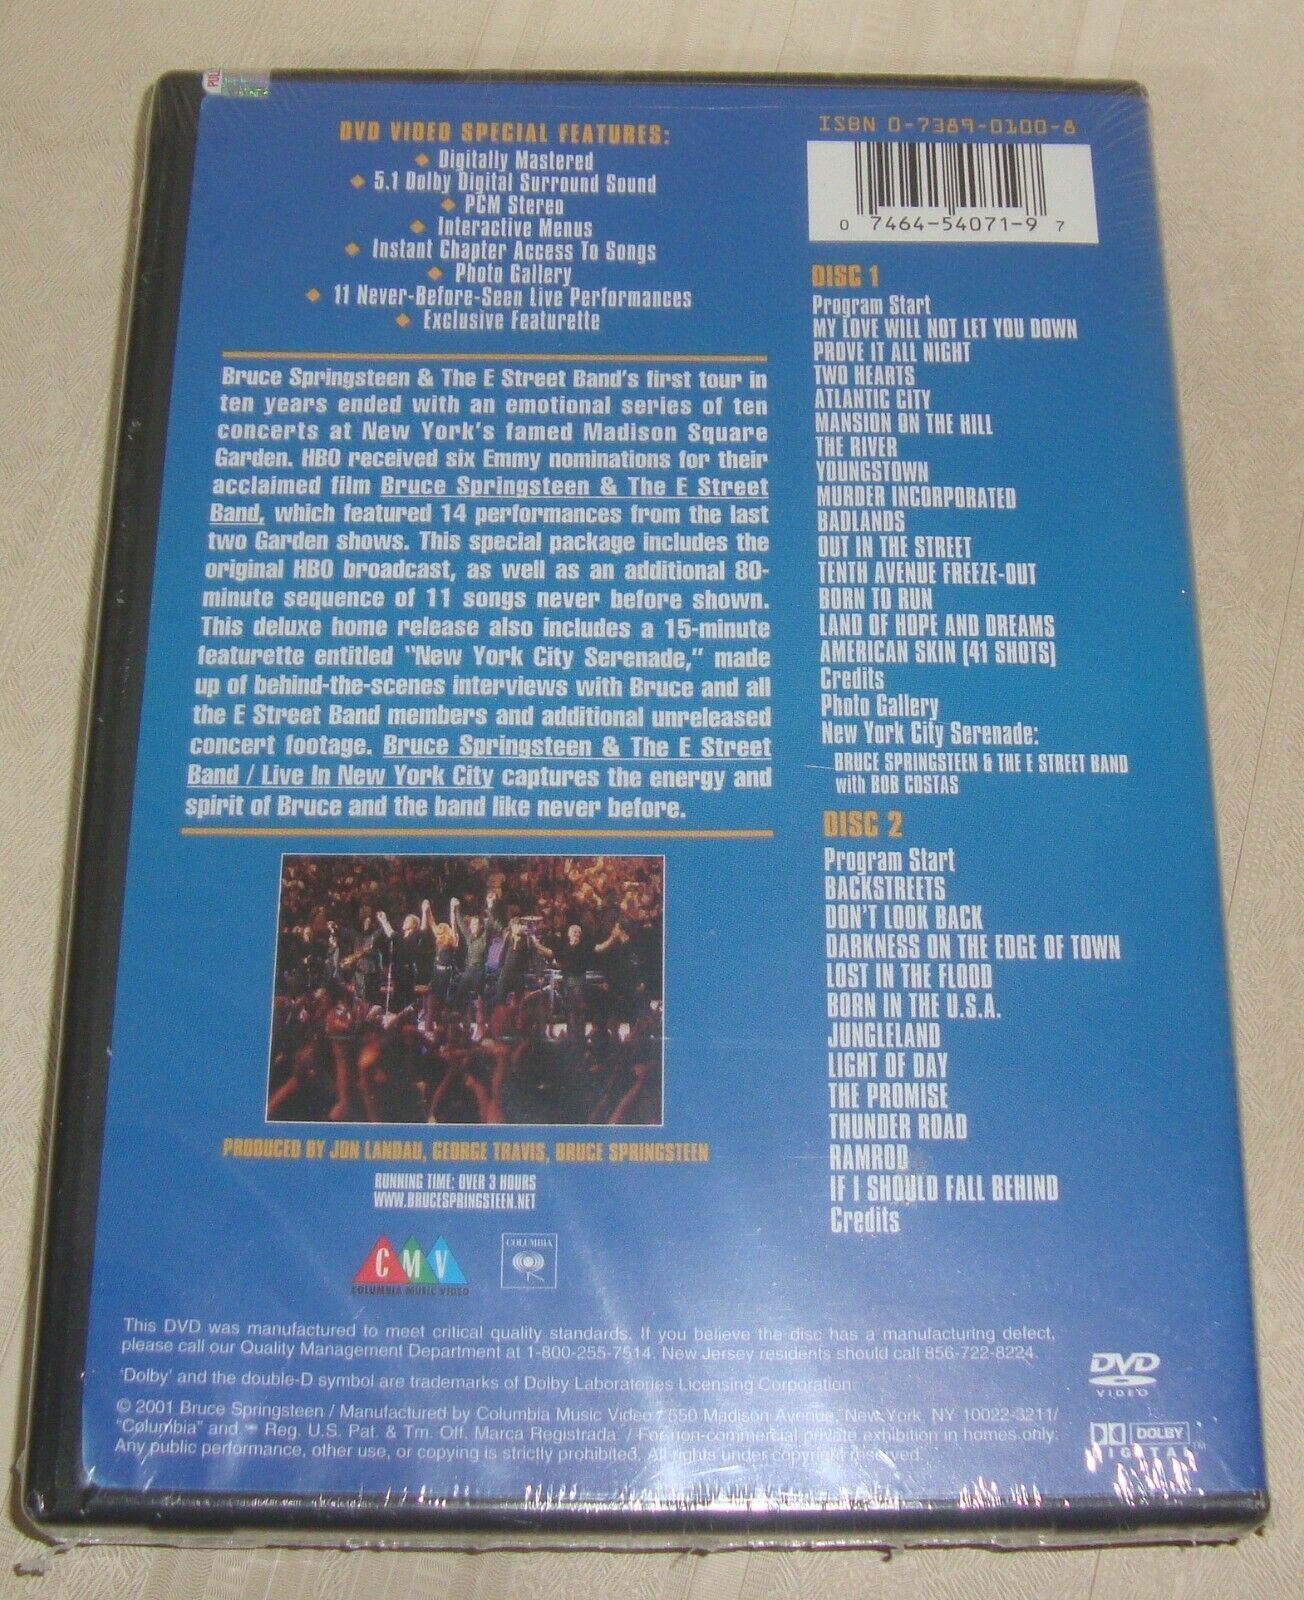 DVD VIDEO SPECIAL FEATURES:
Digitally Mastered
5.1 Dolby Digital Surround Sound
PCM Stereo
Interactive Menus
Instant Chapter Access To Songs
Photo Gallery
11 Never-Before-Seen Live Performances
Exclusive Featurette
Bruce Springsteen & The E Street Band's first tour in
ten years ended with an emotional series of ten
concerts at New York's famed Madison Square
Garden. HBO received six Emmy nominations for their
acclaimed film Bruce Springsteen & The E Street
Band, which featured 14 performances from the last
two Garden shows. This special package includes the
original HBO broadcast, as well as an additional 80-
minute sequence of 11 songs never before shown.
This deluxe home release also includes a 15-minute
featurette entitled "New York City Serenade," made
up of behind-the-scenes interviews with Bruce and all
the E Street Band members and additional unreleased
concert footage. Bruce Springsteen & The E Street
Band / Live In New York City captures the energy and
spirit of Bruce and the band like never before.
PRODUCED BY JON LANDAU, GEORGE TRAVIS, BRUCE SPRINGSTEEN
RUNNING TIME: OVER 3 HOURS
WWW.BRUCESPRINGSTEEN.NET
CMV
COLUMBIA MUSIC VIDEO
COLUMBIA
ISBN 0-7389-0100-8
0 7464-54071-9 7
DISC 1
Program Start
MY LOVE WILL NOT LET YOU DOWN
PROVE IT ALL NIGHT
TWO HEARTS
ATLANTIC CITY
MANSION ON THE HILL
THE RIVER
YOUNGSTOWN
MURDER INCORPORATED
BADLANDS
OUT IN THE STREET
TENTH AVENUE FREEZE-OUT
BORN TO RUN
LAND OF HOPE AND DREAMS
AMERICAN SKIN (41 SHOTS)
Credits
Photo Gallery
New York City Serenade:
BRUCE SPRINGSTEEN & THE E STREET BAND
with BOB COSTAS
DISC 2
Program Start
BACKSTREETS
DON'T LOOK BACK
DARKNESS ON THE EDGE OF TOWN
LOST IN THE FLOOD
BORN IN THE U.S.A.
JUNGLELAND
LIGHT OF DAY
THE PROMISE
THUNDER ROAD
RAMROD
IF I SHOULD FALL BEHIND
Credits
This DVD was manufactured to meet critical quality standards. If you believe the disc has a manufacturing defect,
please call our Quality Management Department at 1-800-255-7514. New Jersey residents should call 856-722-8224.
'Dolby' and the double-D symbol are trademarks of Dolby Laboratories Licensing Corporation.
© 2001 Bruce Springsteen / Manufactured by Columbia Music Video / 550 Madison Avenue, New York, NY 10022-3211/
"Columbia" and Reg. U.S. Pat. & Tm. Off. Marca Registrada. / For non-commercial private exhibition in homes only.
Any public performance, other use, or copying is strictly prohibited. All rights under copyright reserved.
DVD
VIDEO
DOLBY
DIGITAL